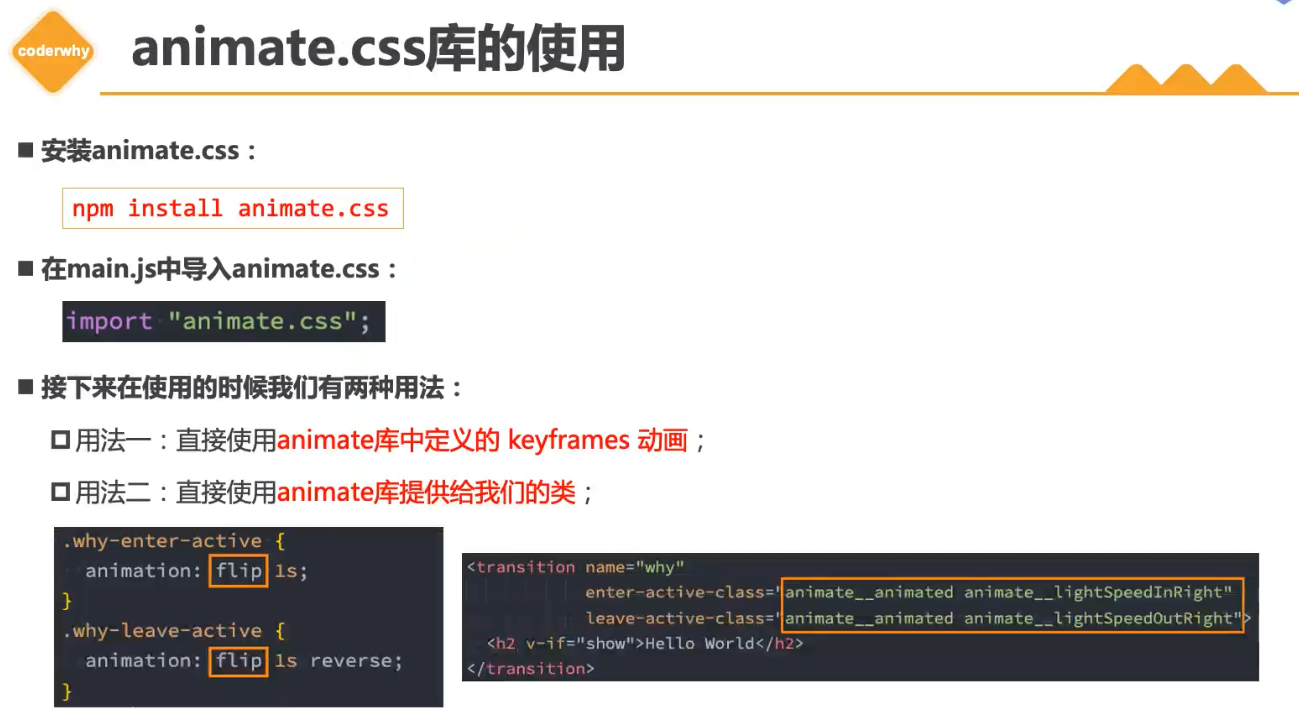 coderwhy
animate.css库的使用
安装animate.css：
npm install animate.css
在main.js中导入animate.css：
import "animate.css";
接下来在使用的时候我们有两种用法：
用法一：直接使用animate库中定义的 keyframes 动画；
用法二：直接使用animate库提供给我们的类；
.why-enter-active {
animation: flip 1s;
}
.why-leave-active {
animation: flip 1s reverse;
}
<transition name="why"
enter-active-class="animate__animated animate__lightSpeedInRight"
leave-active-class="animate__animated animate__lightSpeedOutRight">
<h2 v-if="show">Hello World</h2>
</transition>